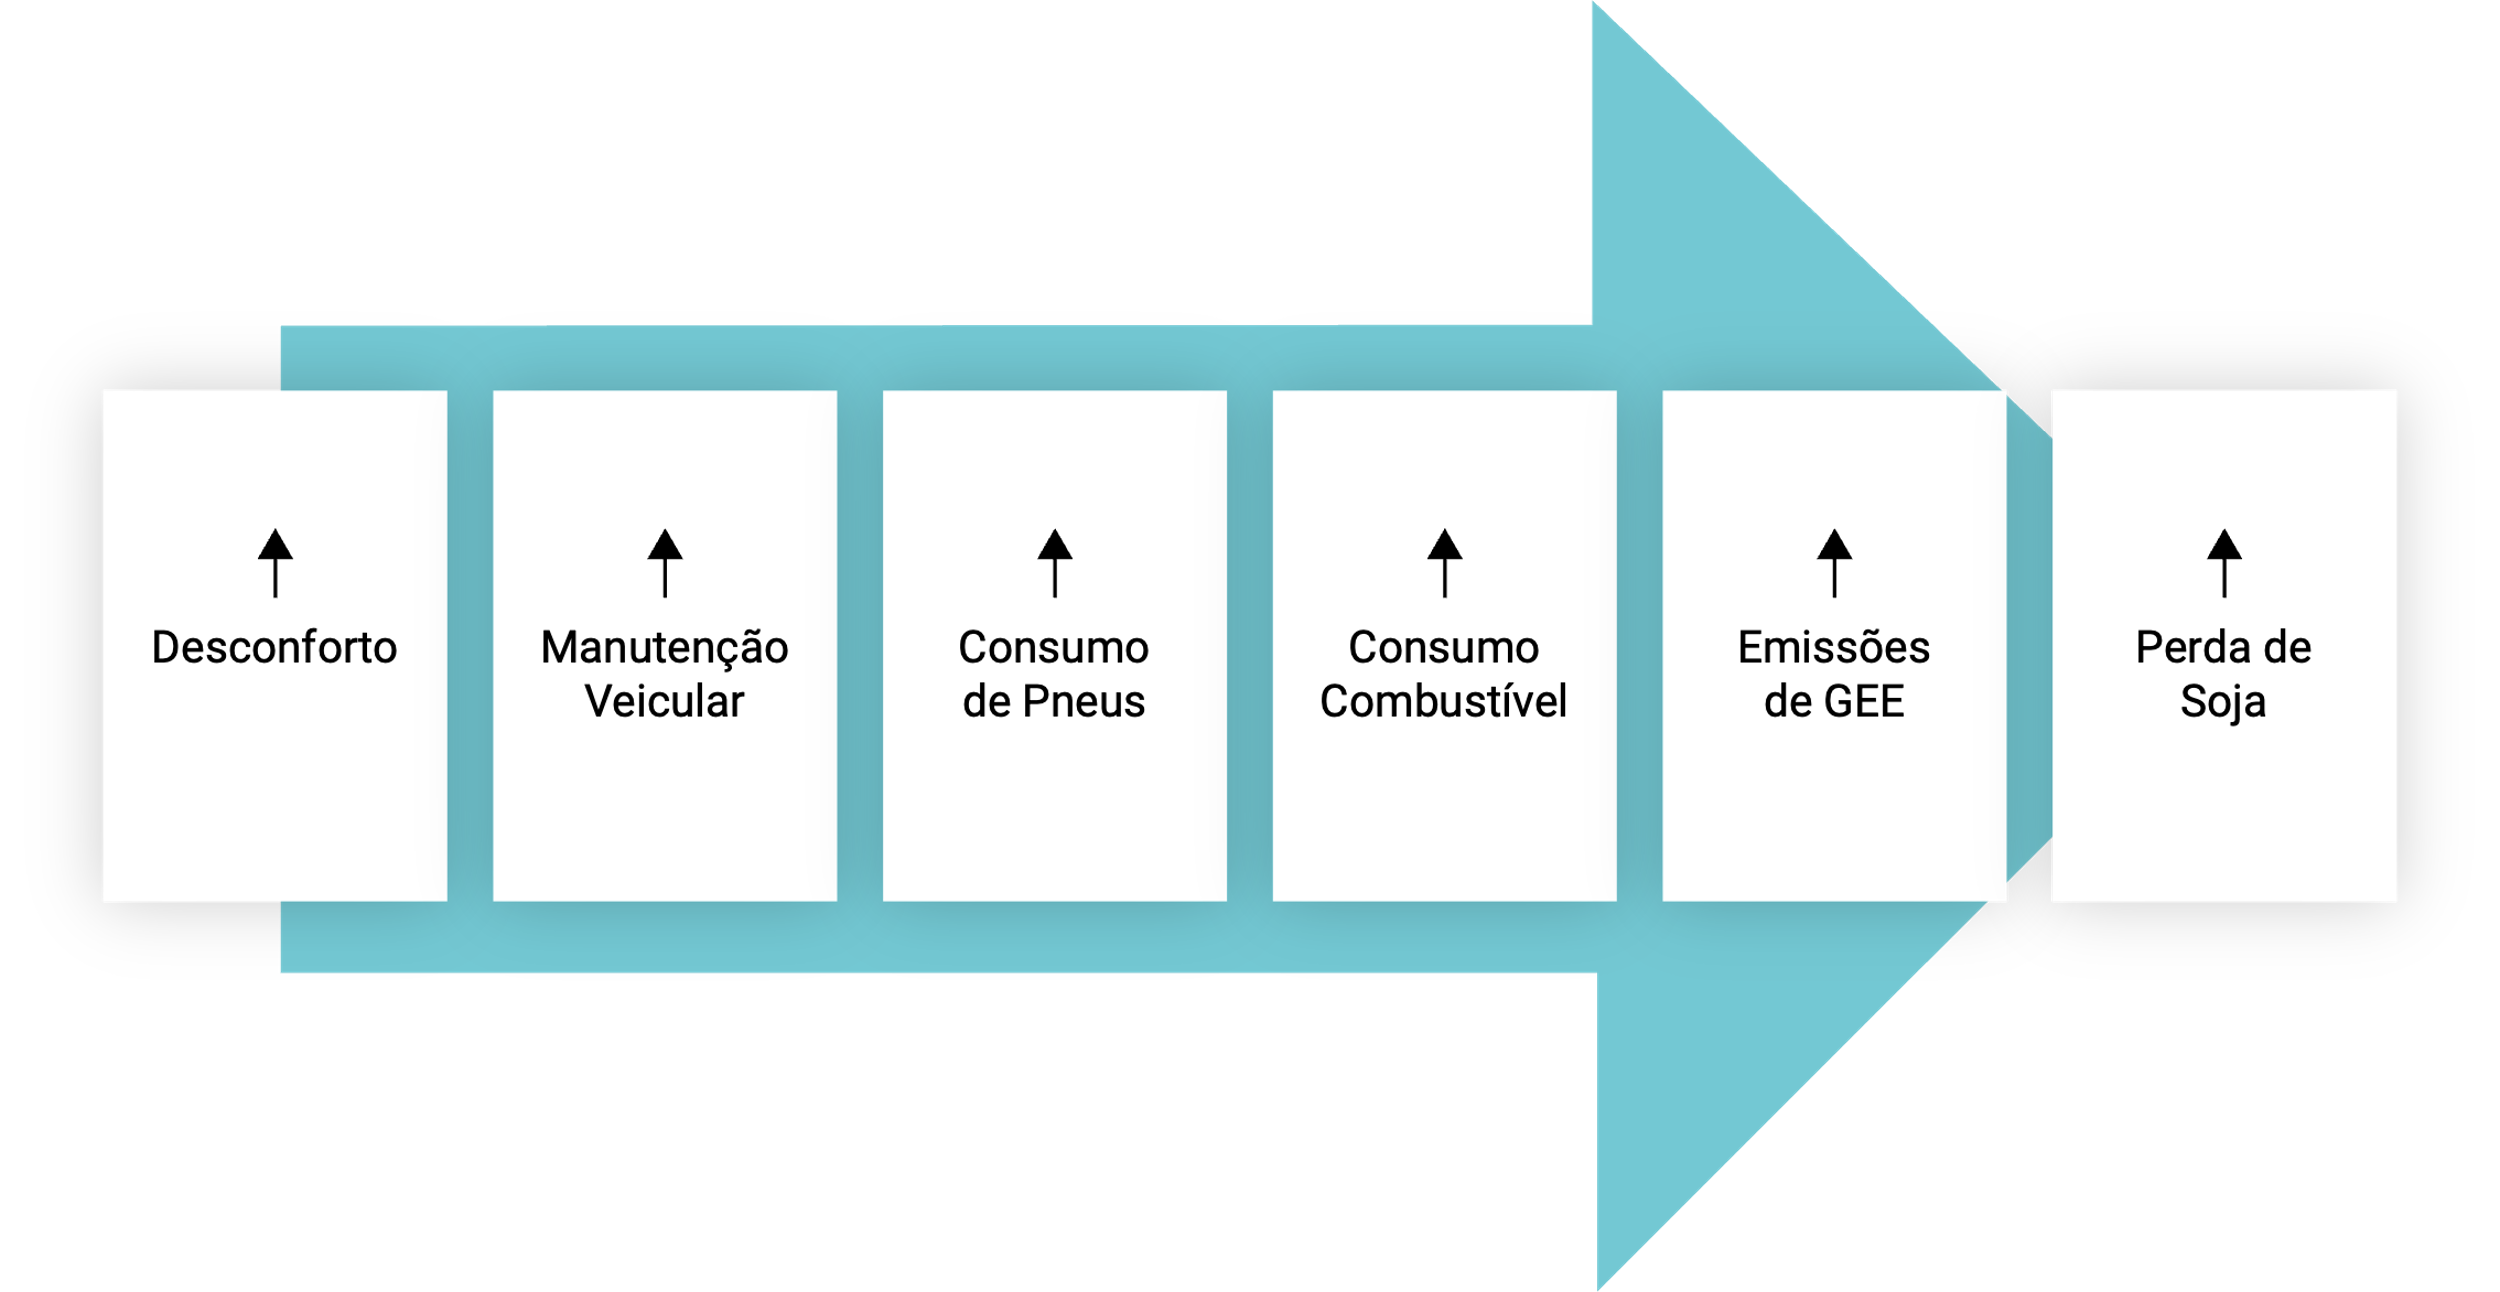 Desconforto
Manutenção
Veicular
Consumo
de Pneus
Consumo
Combustível
Emissões
de GEE
Perda de
Soja